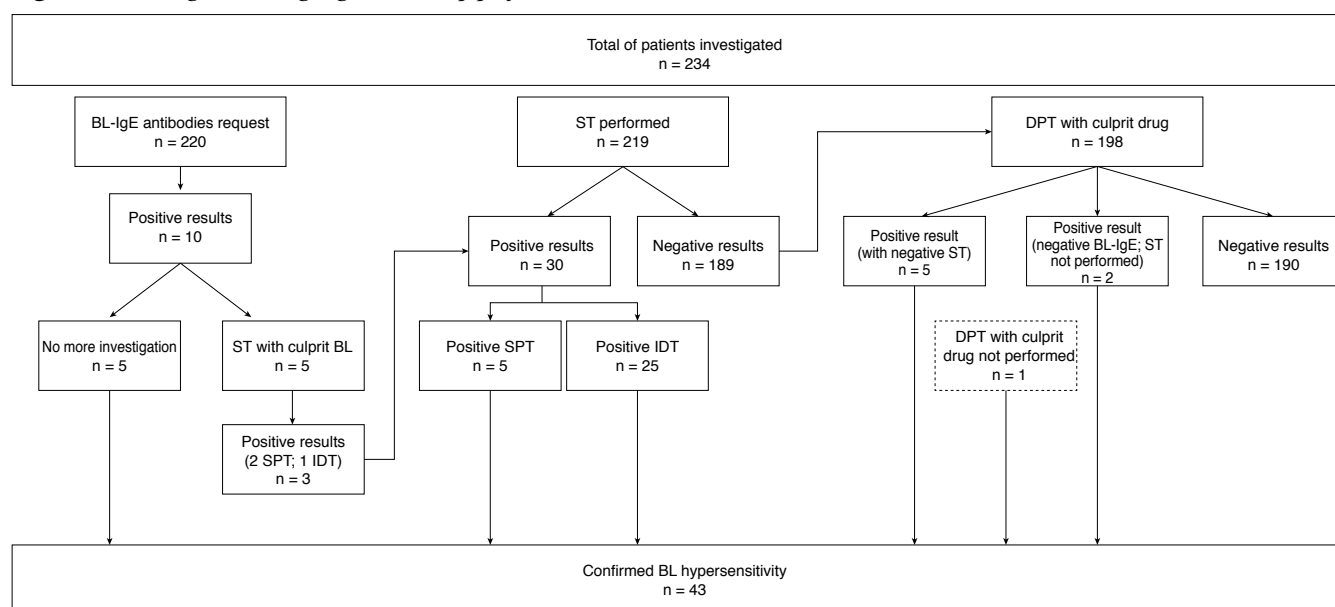 Total of patients investigated
n = 234
BL-IgE antibodies request
n = 220
ST performed
n = 219
DPT with culprit drug
n = 198
Positive results
n = 10
Positive results
n = 30
Negative results
n = 189
Positive result
(with negative ST)
n = 5
Positive result
(negative BL-IgE; ST
not performed)
n = 2
Negative results
n = 190
No more investigation
n = 5
ST with culprit BL
n = 5
Positive SPT
n = 5
Positive IDT
n = 25
DPT with culprit
drug not performed
n = 1
Positive results
(2 SPT; 1 IDT)
n = 3
Confirmed BL hypersensitivity
n = 43